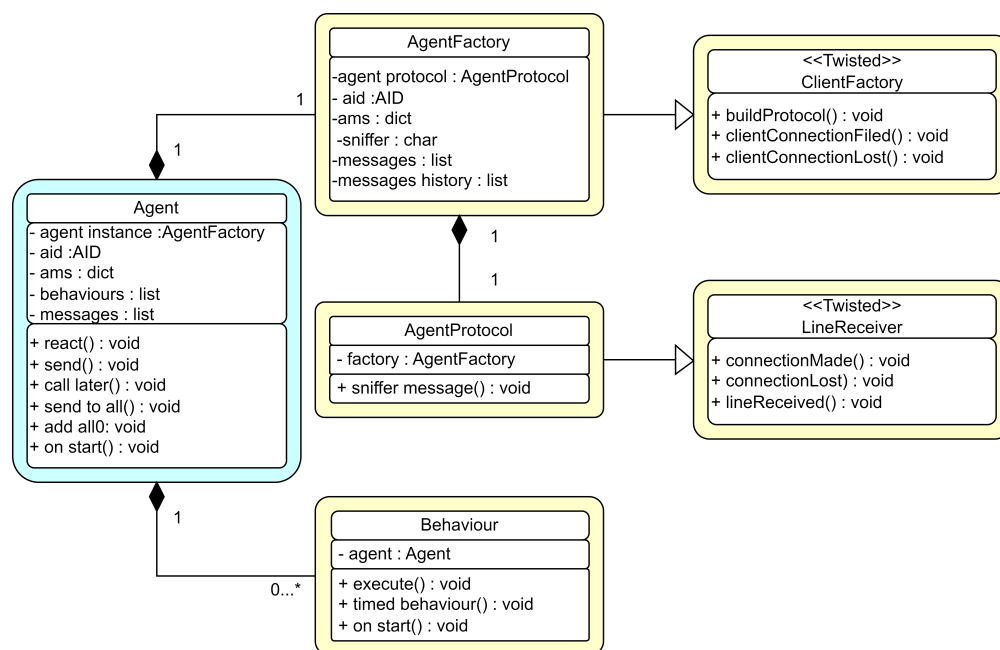 AgentFactory
-agent protocol : AgentProtocol
- aid :AID
-ams : dict
-sniffer : char
-messages : list
-messages history : list
<<Twisted>>
ClientFactory
+ buildProtocol() : void
+ clientConnectionFiled() : void
+ clientConnectionLost() : void
1
1
Agent
- agent instance :AgentFactory
- aid :AID
- ams : dict
- behaviours : list
- messages : list
+ react() : void
+ send() : void
+ call later() : void
+ send to all() : void
+ add all0: void
+ on start() : void
1
1
AgentProtocol
- factory : AgentFactory
+ sniffer message() : void
<<Twisted>>
LineReceiver
+ connectionMade() : void
+ connectionLost) : void
+ lineReceived() : void
1
0...*
Behaviour
- agent : Agent
+ execute() : void
+ timed behaviour() : void
+ on start() : void